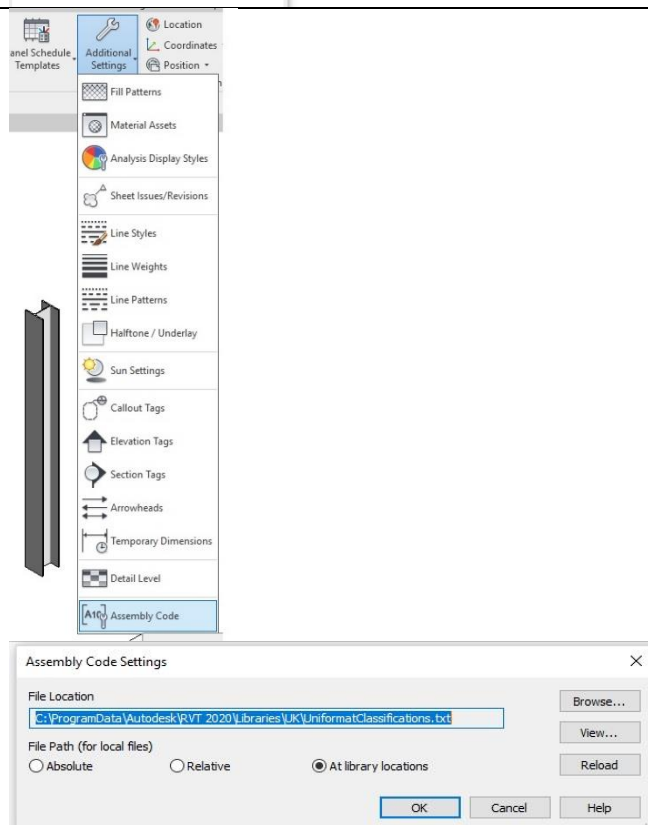 Location
anel Schedule Additional Coordinates
Templates Settings Position
Fill Patterns
Material Assets
Analysis Display Styles
Sheet Issues/Revisions
Line Styles
Line Weights
Line Patterns
Halftone / Underlay
Sun Settings
Callout Tags
Elevation Tags
Section Tags
Arrowheads
Temporary Dimensions
Detail Level
[A10] Assembly Code
Assembly Code Settings
File Location
C:\ProgramData\Autodesk\RVT 2020\Libraries\UK\UniformatClassifications.txt Browse...
View...
File Path (for local files)
Absolute Relative At library locations Reload
OK Cancel Help